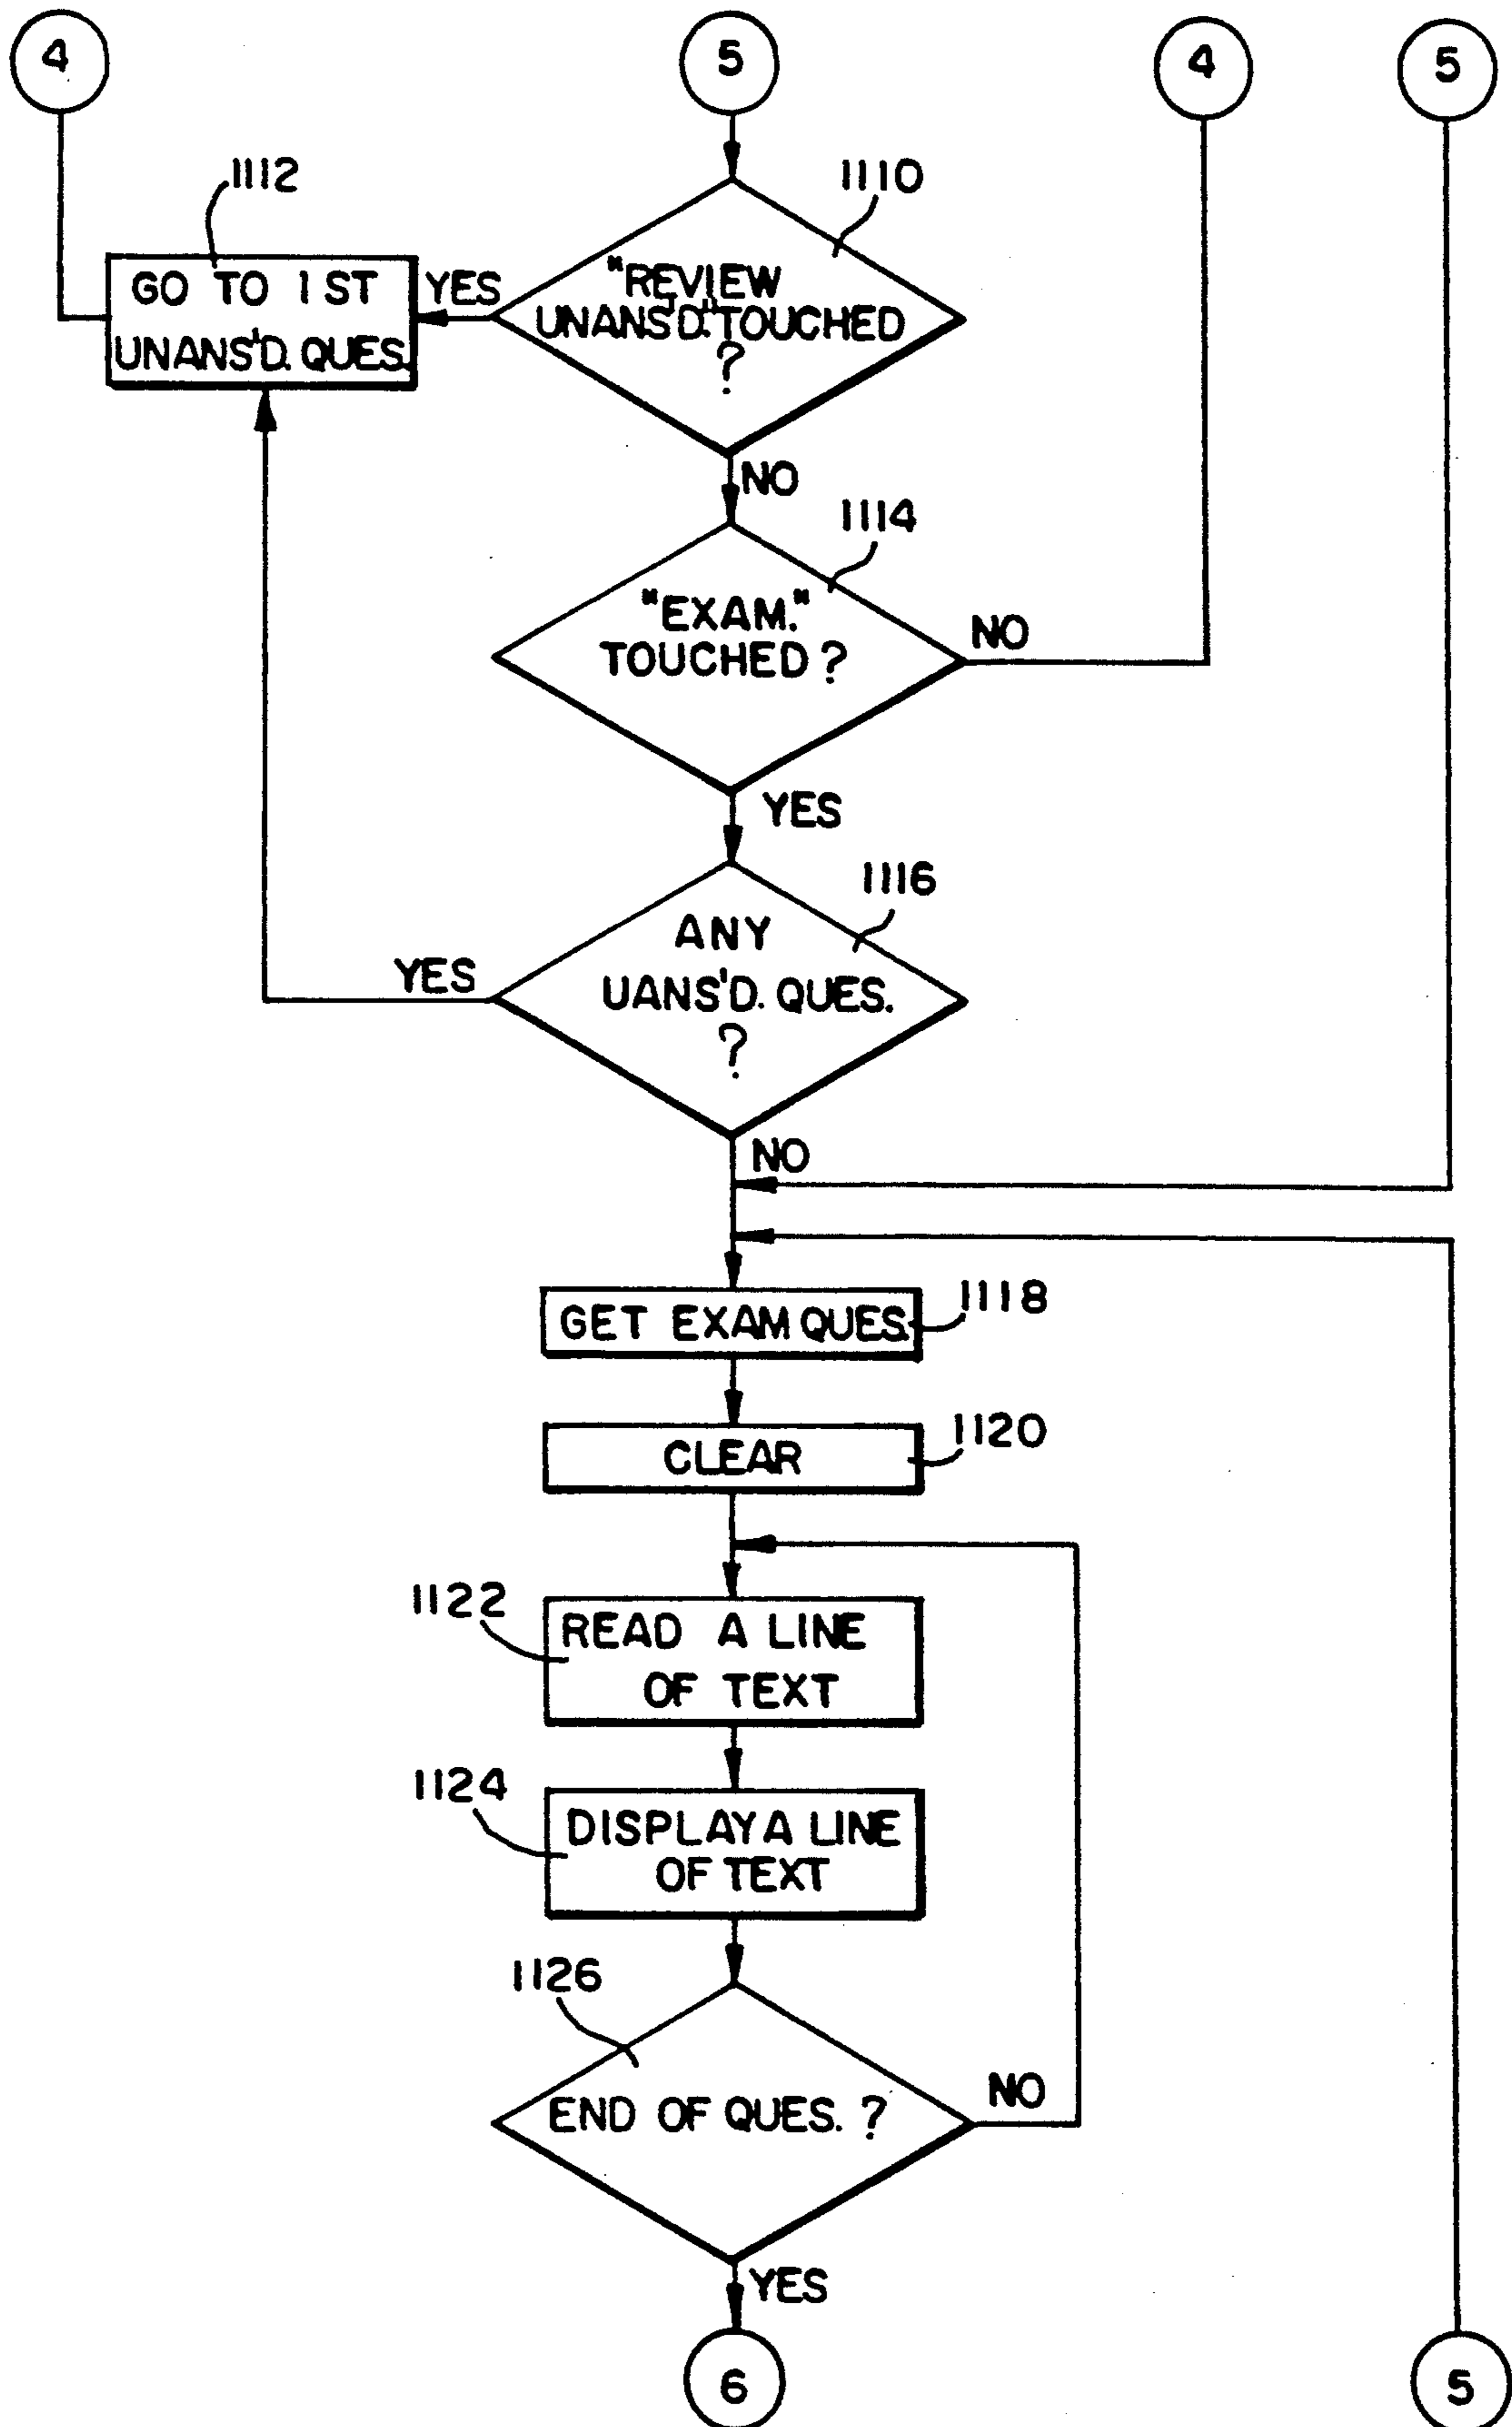 4
5
4
5
1112
1110
GO TO 1ST
UNANS'D. QUES.
YES
"REVIEW
UNANS'D." TOUCHED
?
NO
1114
"EXAM."
TOUCHED ?
NO
YES
1116
ANY
UANS'D. QUES.
?
YES
NO
GET EXAM QUES.
1118
CLEAR
1120
1122
READ A LINE
OF TEXT
1124
DISPLAY A LINE
OF TEXT
1126
END OF QUES. ?
NO
YES
6
5